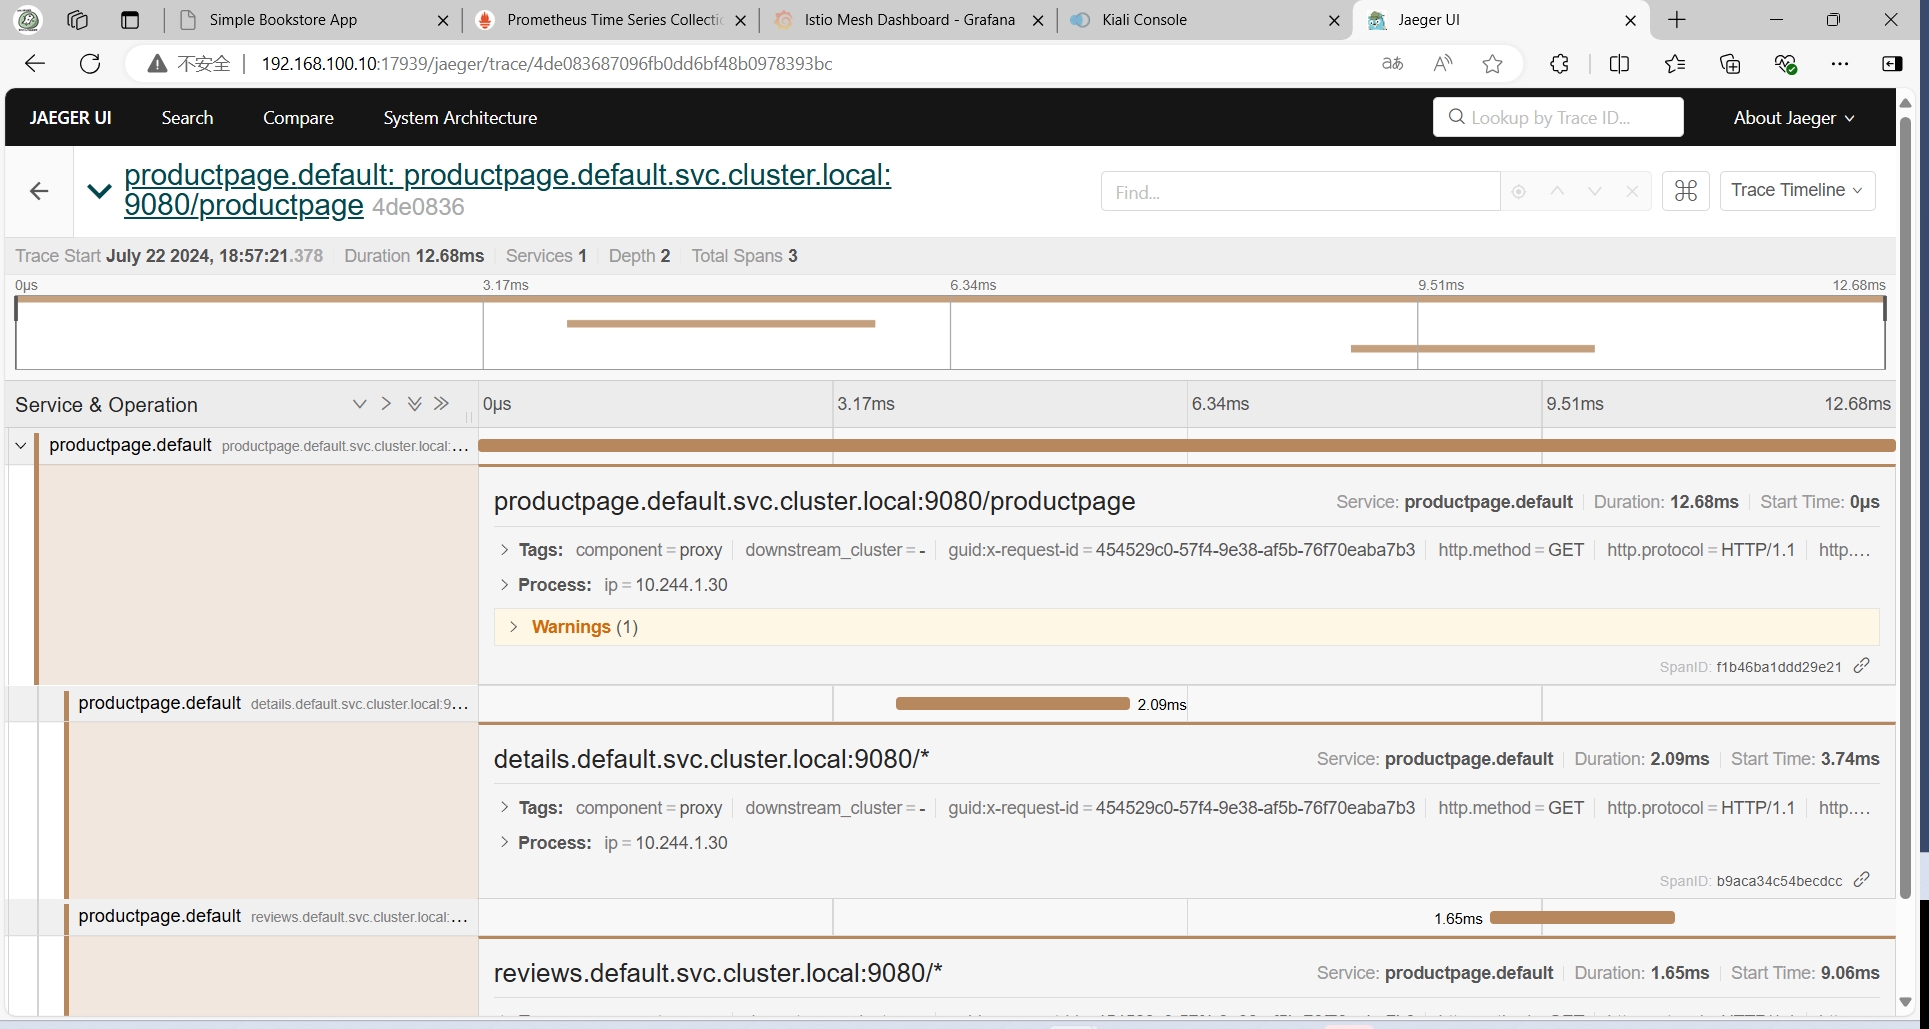 Simple Bookstore App
Prometheus Time Series Collectic
Istio Mesh Dashboard - Grafana
Kiali Console
Jaeger UI
不安全 192.168.100.10:17939/jaeger/trace/4de083687096fb0dd6bf48b0978393bc
JAEGER UI Search Compare System Architecture Lookup by Trace ID... About Jaeger
productpage.default: productpage.default.svc.cluster.local:
9080/productpage 4de0836
Find...
Trace Timeline
Trace Start July 22 2024, 18:57:21.378 Duration 12.68ms Services 1 Depth 2 Total Spans 3
0μs 3.17ms 6.34ms 9.51ms 12.68ms
Service & Operation 0μs 3.17ms 6.34ms 9.51ms 12.68ms
productpage.default productpage.default.svc.cluster.local:...
productpage.default.svc.cluster.local:9080/productpage Service: productpage.default Duration: 12.68ms Start Time: 0μs
Tags: component = proxy downstream_cluster = - guid:x-request-id = 454529c0-57f4-9e38-af5b-76f70eaba7b3 http.method = GET http.protocol = HTTP/1.1 http....
Process: ip = 10.244.1.30
Warnings (1)
SpanID: f1b46ba1ddd29e21
productpage.default details.default.svc.cluster.local:9... 2.09ms
details.default.svc.cluster.local:9080/* Service: productpage.default Duration: 2.09ms Start Time: 3.74ms
Tags: component = proxy downstream_cluster = - guid:x-request-id = 454529c0-57f4-9e38-af5b-76f70eaba7b3 http.method = GET http.protocol = HTTP/1.1 http....
Process: ip = 10.244.1.30
SpanID: b9aca34c54becdcc
productpage.default reviews.default.svc.cluster.local:... 1.65ms
reviews.default.svc.cluster.local:9080/* Service: productpage.default Duration: 1.65ms Start Time: 9.06ms